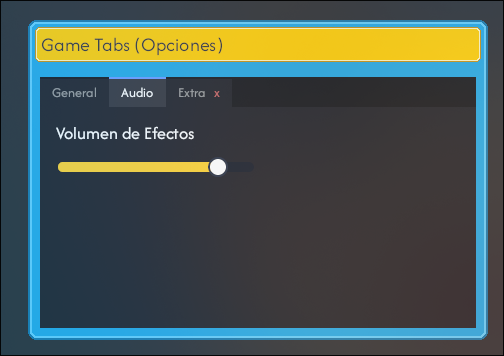 Game Tabs (Opciones)
General Audio Extra x
Volumen de Efectos